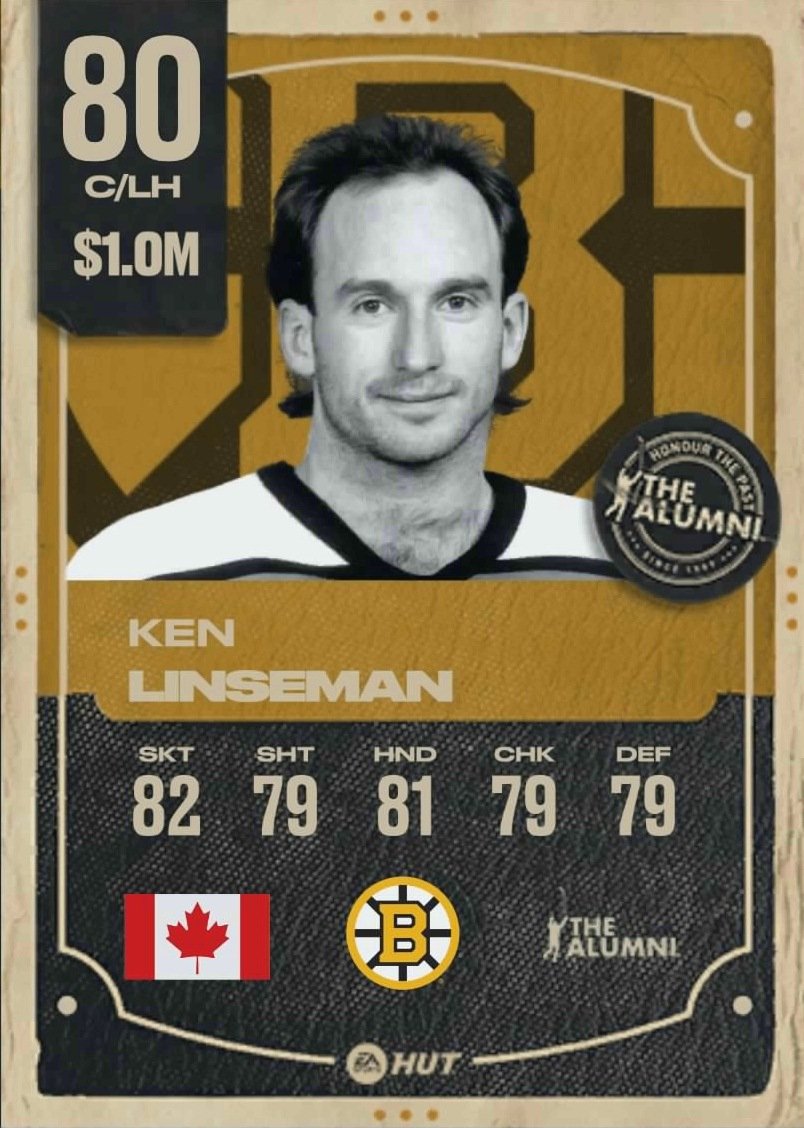 80
C/LH
$1.0M
HONOUR THE PAST
THE
ALUMNI
KEN
LINSEMAN
SKT SHT HND CHK DEF
82 79 81 79 79
B
THE
ALUMNI
EA
HUT